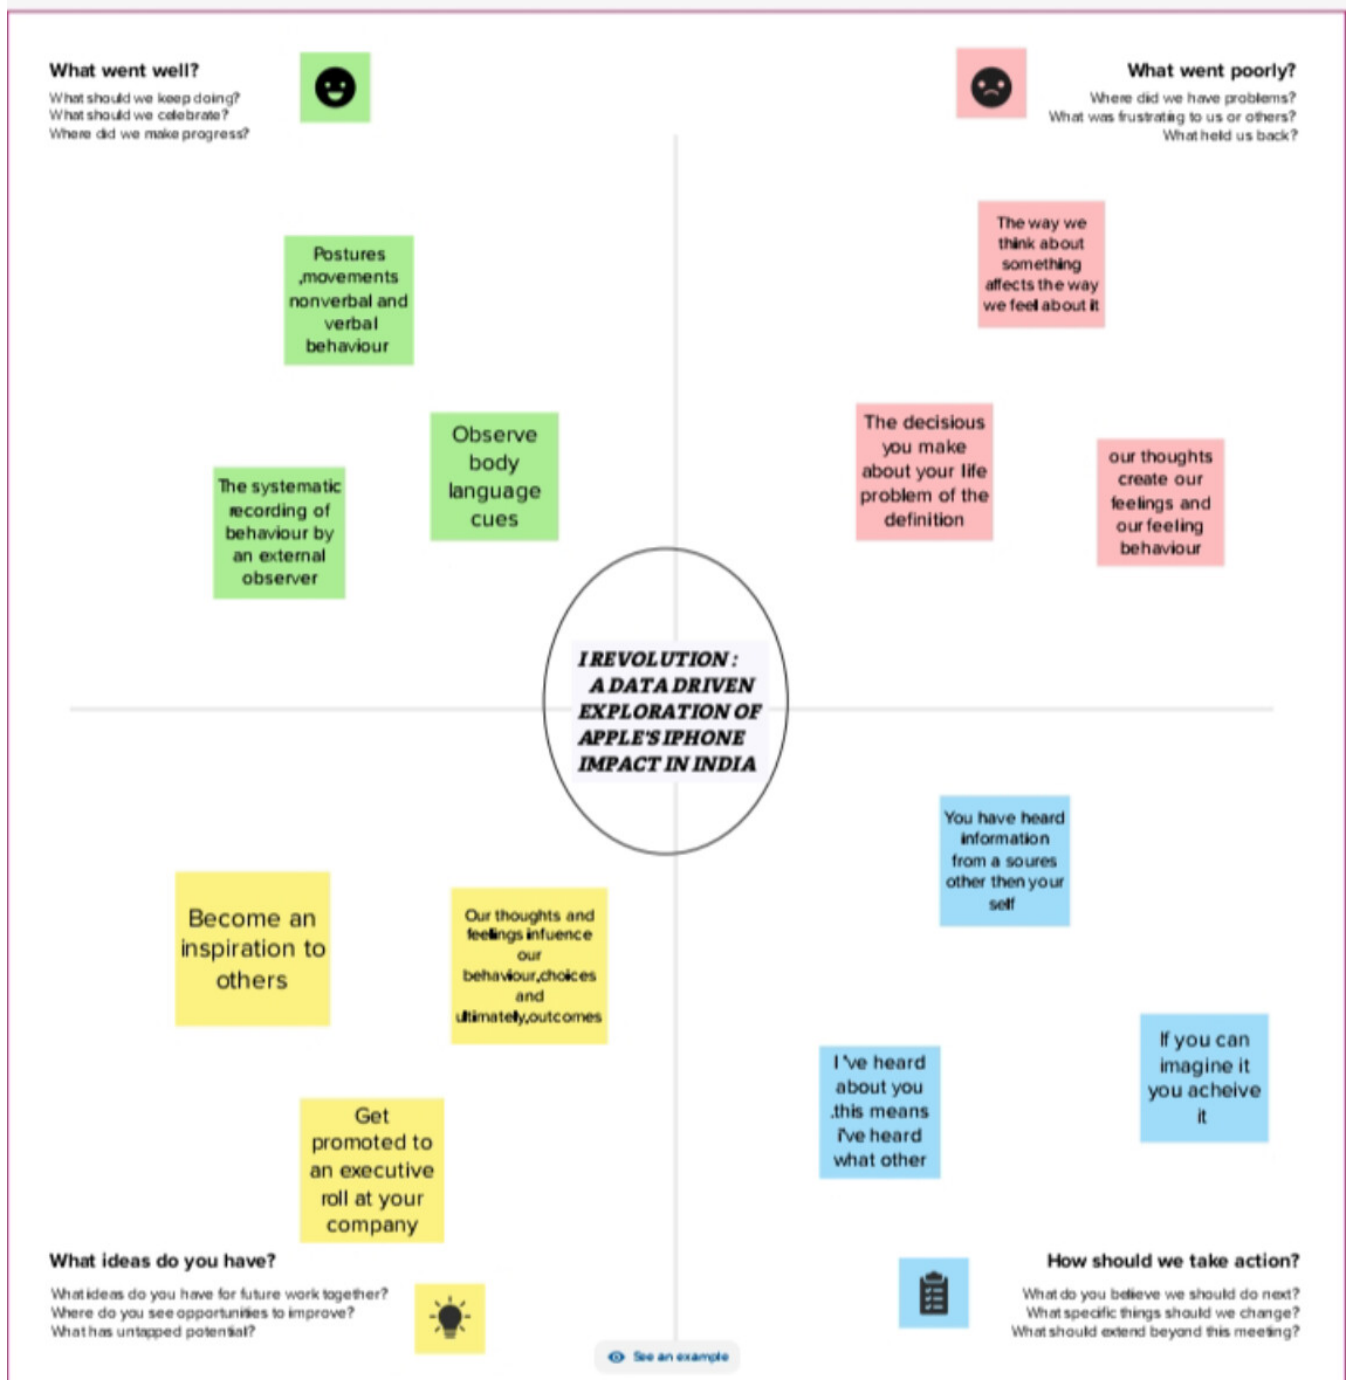 What went well?
What should we keep doing?
What should we celebrate?
Where did we make progress?
What went poorly?
Where did we have problems?
What was frustrating to us or others?
What held us back?
Postures
,movements
nonverbal and
verbal
behaviour
Observe
body
language
cues
The systematic
recording of
behaviour by
an external
observer
The way we
think about
something
affects the way
we feel about it
The decisious
you make
about your life
problem of the
definition
our thoughts
create our
feelings and
our feeling
behaviour
I REVOLUTION :
A DATA DRIVEN
EXPLORATION OF
APPLE'S IPHONE
IMPACT IN INDIA
Become an
inspiration to
others
Our thoughts and
feelings infuence
our
behaviour,choices
and
ultimately,outcomes
Get
promoted to
an executive
roll at your
company
You have heard
information
from a soures
other then your
self
I 've heard
about you
.this means
i've heard
what other
If you can
imagine it
you acheive
it
What ideas do you have?
What ideas do you have for future work together?
Where do you see opportunities to improve?
What has untapped potential?
How should we take action?
What do you believe we should do next?
What specific things should we change?
What should extend beyond this meeting?
See an example